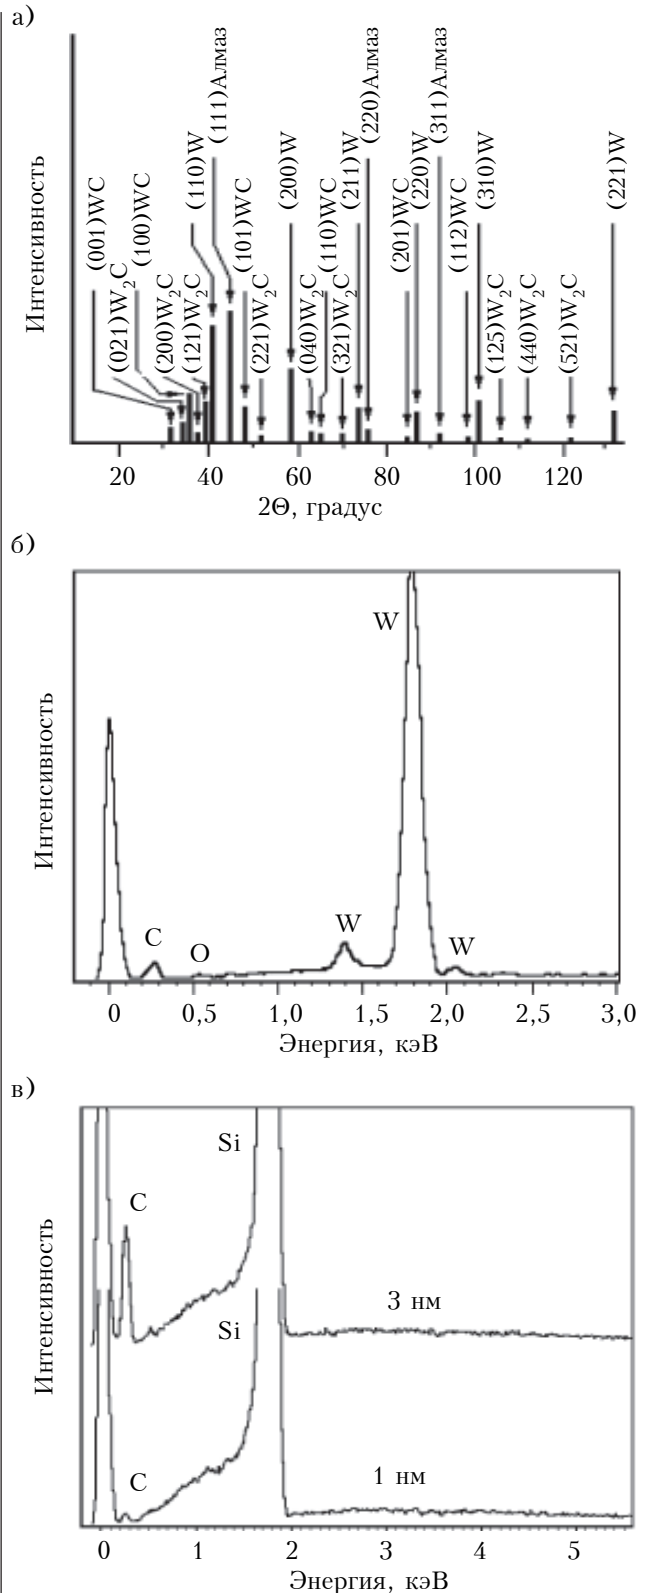 а)
Интенсивность
(001)WC
(021)W₂C
(100)WC
(200)W₂C
(121)W₂C
(110)W
(111)Алмаз
(101)WC
(221)W₂C
(200)W
(040)W₂C
(110)WC
(321)W₂C
(211)W
(220)Алмаз
(201)WC
(220)W
(311)Алмаз
(112)WC
(310)W
(125)W₂C
(440)W₂C
(521)W₂C
(221)W
20 40 60 80 100 120
2Θ, градус
б)
Интенсивность
W
C O W W
0 0,5 1,0 1,5 2,0 2,5 3,0
Энергия, кэВ
в)
Интенсивность
Si
C
3 нм
Si
C
1 нм
0 1 2 3 4 5
Энергия, кэВ